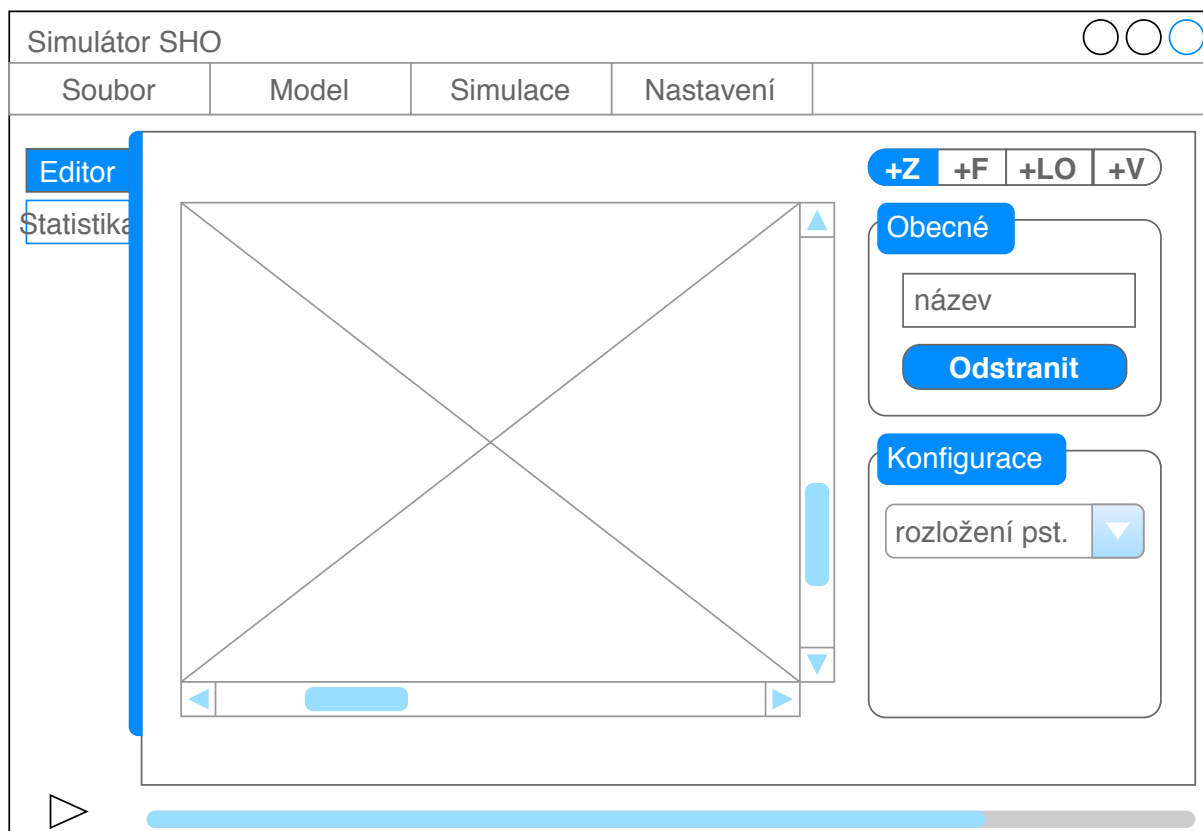 Simulátor SHO
Soubor Model Simulace Nastavení
Editor
Statistika
+Z +F +LO +V
Obecné
název
Odstranit
Konfigurace
rozložení pst.